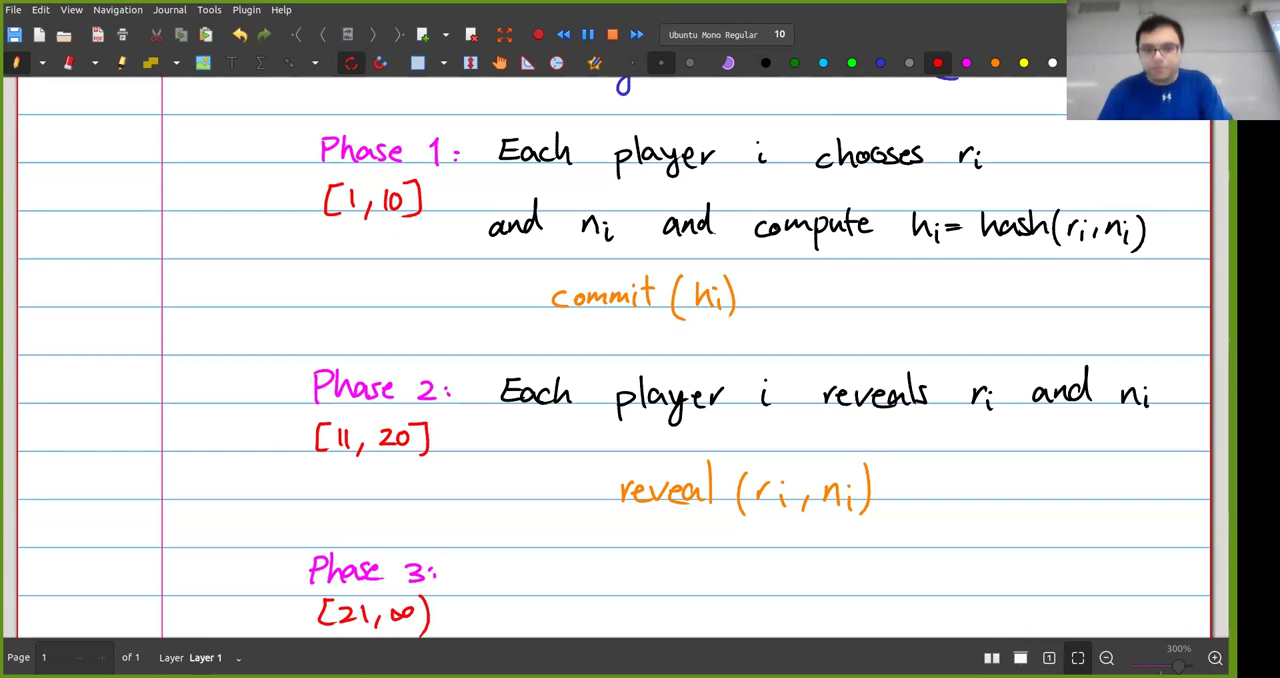 File Edit View Navigation Journal Tools Plugin Help
Ubuntu Mono Regular 10
Phase 1: Each player i chooses ri
[1, 10]
and ni and compute hi= hash(ri, ni)
commit (hi)
Phase 2: Each player i reveals ri and ni
[11, 20]
reveal (ri, ni)
Phase 3:
[21, ∞)
Page 1 of 1 Layer Layer 1 300%